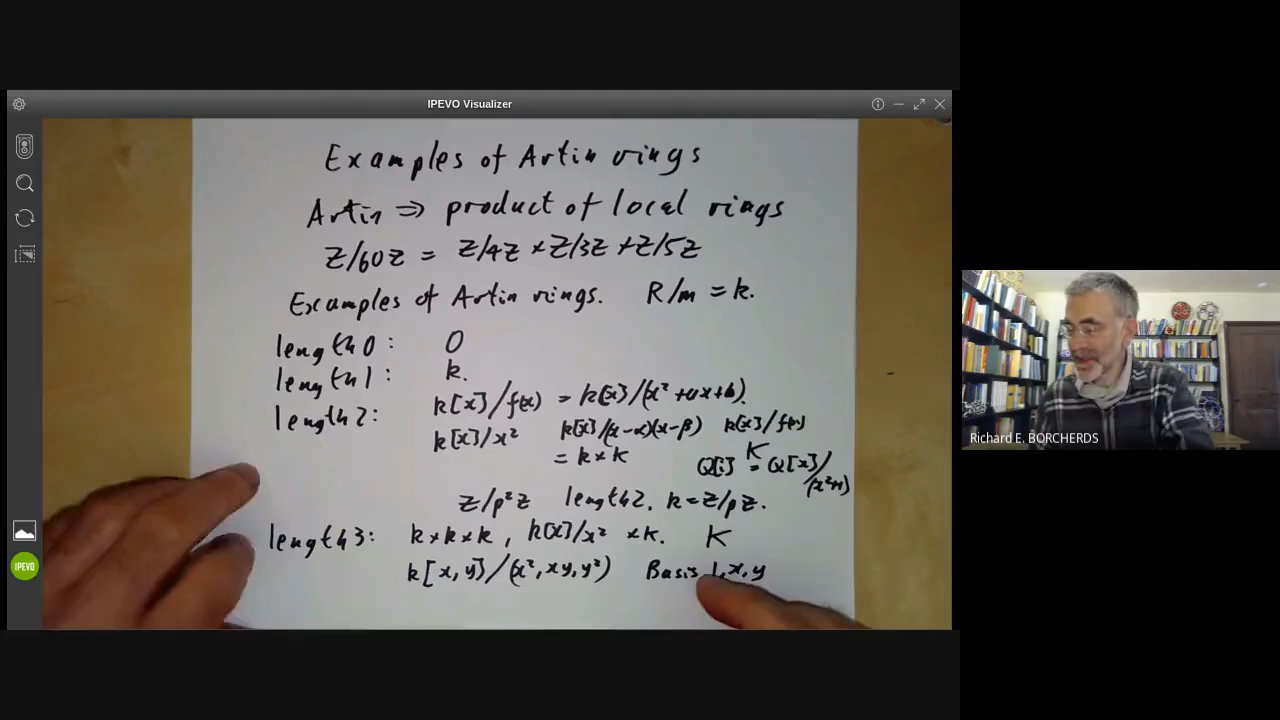 IPEVO Visualizer
Examples of Artin rings
Artin ⇒ product of local rings
Z/60Z = Z/4Z × Z/3Z + Z/5Z
Examples of Artin rings. R/m = k.
length 0: 0
length 1: k.
length 2: k[x]/f(x) = k[x]/(x²+ax+b).
k[x]/x² k[x]/(x-α)(x-β) k[x]/f(x)
= k × k K
Q[i] = Q[x]/(x²+1)
Z/p²Z length 2. k = Z/pZ.
length 3: k × k × k, k[x]/x² × k. K
k[x,y]/(x², xy, y²) Basis 1, x, y
IPEVO
Richard E. BORCHERDS